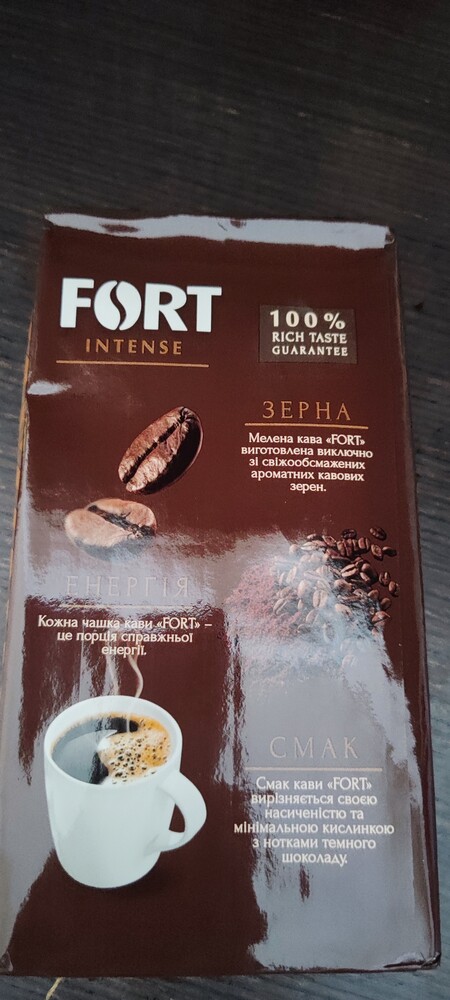 FORT
INTENSE
100%
RICH TASTE
GUARANTEE
ЗЕРНА
Мелена кава «FORT»
виготовлена виключно
зі свіжообсмажених
ароматних кавових
зерен.
ЕНЕРГІЯ
Кожна чашка кави «FORT» –
це порція справжньої
енергії.
СМАК
Смак кави «FORT»
вирізняється своєю
насиченістю та
мінімальною кислинкою
з нотками темного
шоколаду.